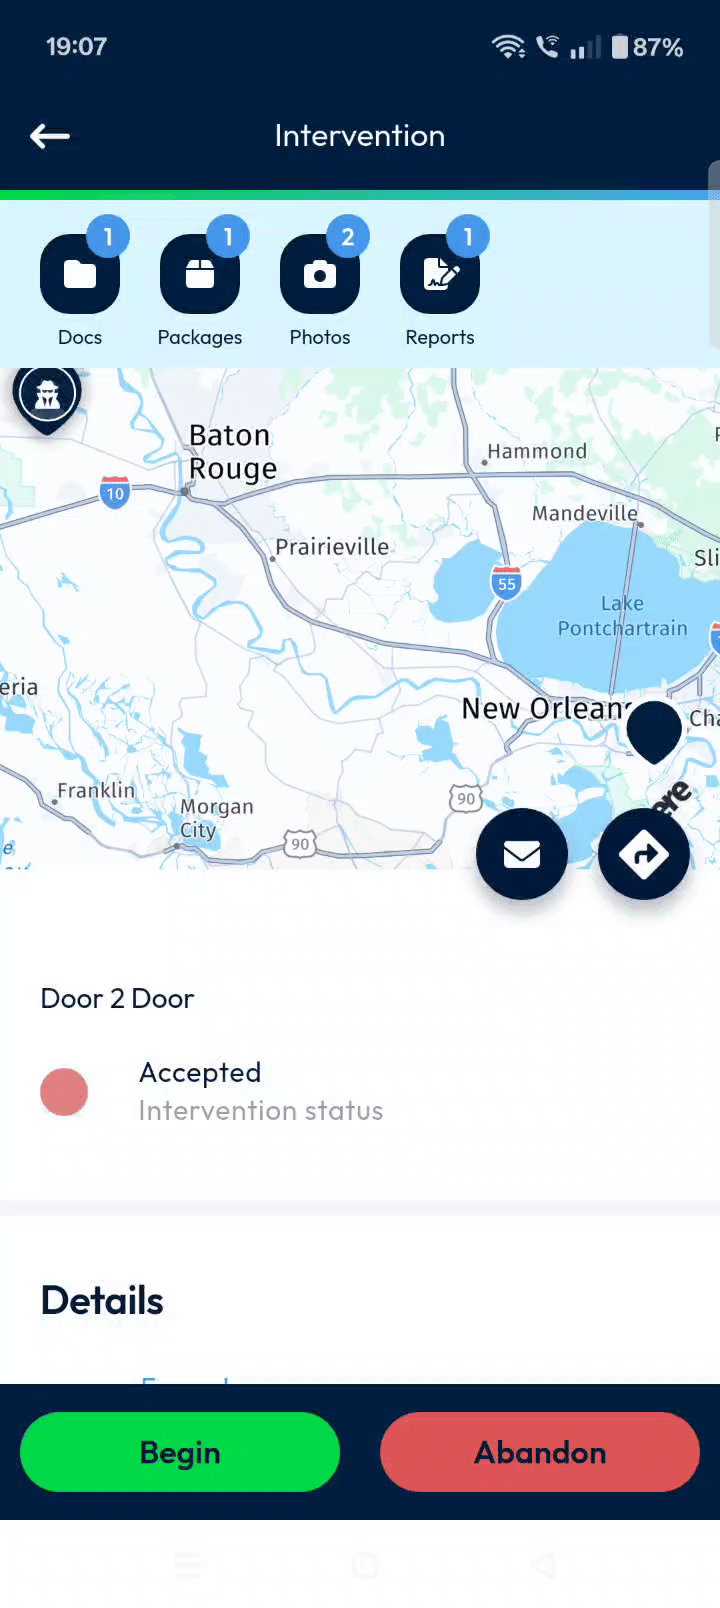 19:07
87%
Intervention
1
1
2
1
Docs
Packages
Photos
Reports
Baton
Rouge
Hammond
10
Mandeville
Prairieville
55
Lake
Pontchartrain
eria
New Orleans
Cha
Franklin
90
Morgan
City
90
ere
Door 2 Door
Accepted
Intervention status
Details
Begin
Abandon